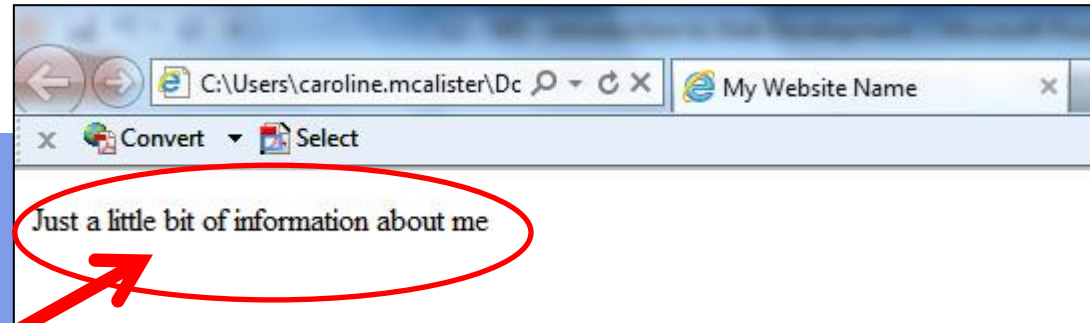 C:\Users\caroline.mcalister\Dc
My Website Name
Convert
Select
Just a little bit of information about me